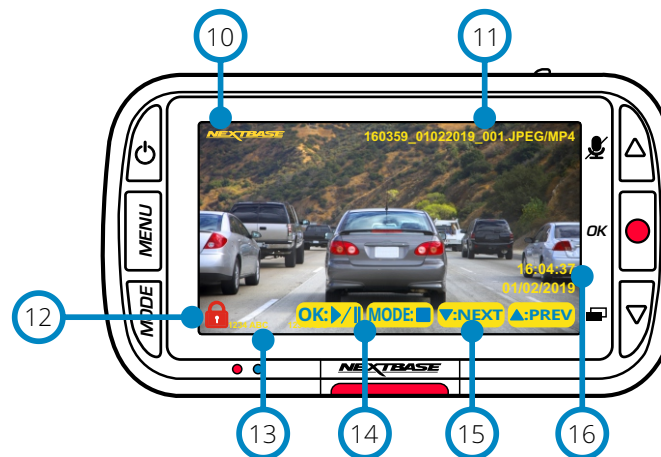 10
11
NEXTBASE
160359_01022019_001.JPEG/MP4
MENU
OK
MODE
16:04:37
01/02/2019
12
OK:▶/II
MODE:■
▼:NEXT
▲:PREV
NEXTBASE
13
14
15
16